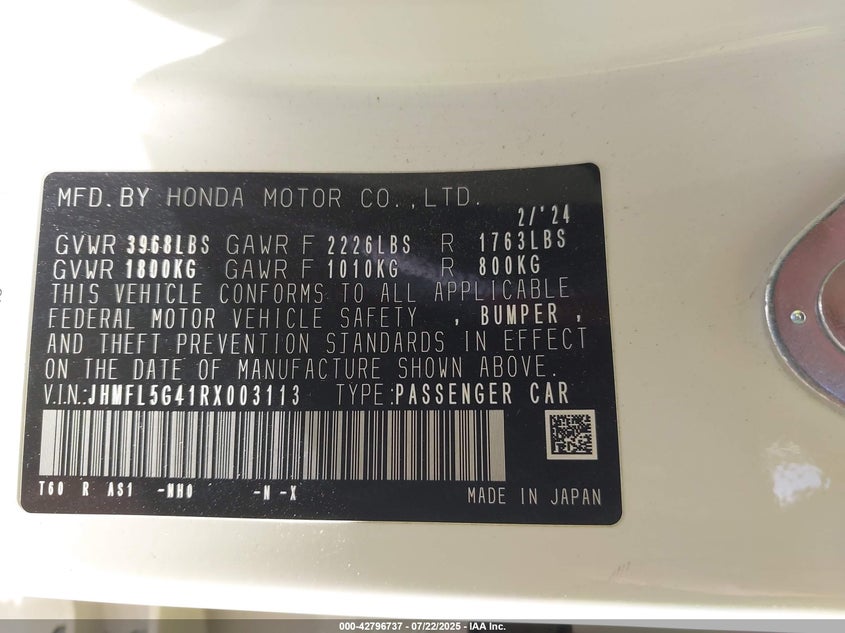 MFD.BY HONDA MOTOR CO.,LTD.
2/'24
GVWR 3968LBS GAWR F 2226LBS R 1763LBS
GVWR 1800KG GAWR F 1010KG R 800KG
THIS VEHICLE CONFORMS TO ALL APPLICABLE
FEDERAL MOTOR VEHICLE SAFETY , BUMPER ,
AND THEFT PREVENTION STANDARDS IN EFFECT
ON THE DATE OF MANUFACTURE SHOWN ABOVE.
V.I.N.:JHMFL5G41RX003113 TYPE:PASSENGER CAR
T60 R AS1 -NH0 -N -X
MADE IN JAPAN
000-42796737 - 07/22/2025 - IAA Inc.